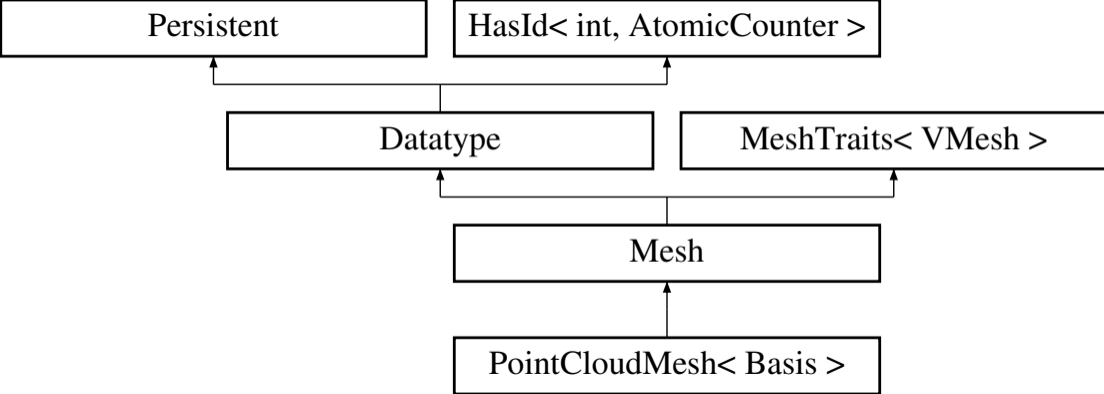 Persistent
HasId< int, AtomicCounter >
Datatype
MeshTraits< VMesh >
Mesh
PointCloudMesh< Basis >